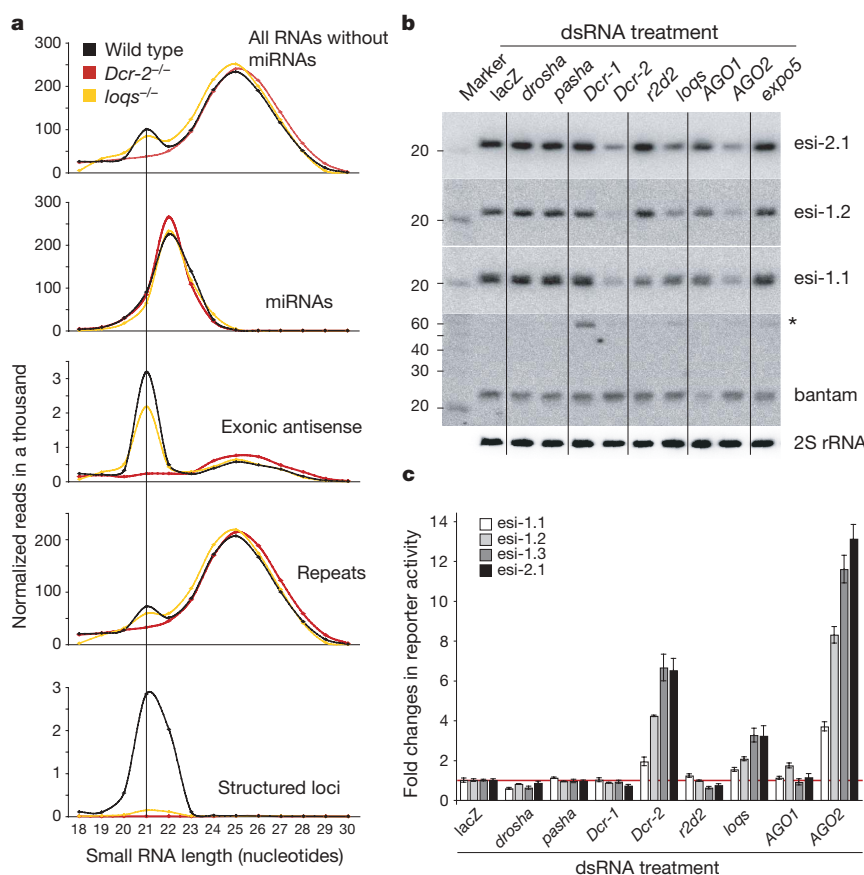 a
Wild type
Dcr-2–/–
loqs–/–
All RNAs without
miRNAs
300
200
100
0
miRNAs
300
200
100
0
Exonic antisense
3
2
1
0
Repeats
200
100
0
Structured loci
3
2
1
0
18 19 20 21 22 23 24 25 26 27 28 29 30
Small RNA length (nucleotides)
Normalized reads in a thousand
b
dsRNA treatment
Marker lacZ drosha pasha Dcr-1 Dcr-2 r2d2 loqs AGO1 AGO2 expo5
20 esi-2.1
20 esi-1.2
20 esi-1.1
60 *
40
30
20 bantam
2S rRNA
c
esi-1.1
esi-1.2
esi-1.3
esi-2.1
14
12
10
8
6
4
2
0
Fold changes in reporter activity
lacZ drosha pasha Dcr-1 Dcr-2 r2d2 loqs AGO1 AGO2
dsRNA treatment